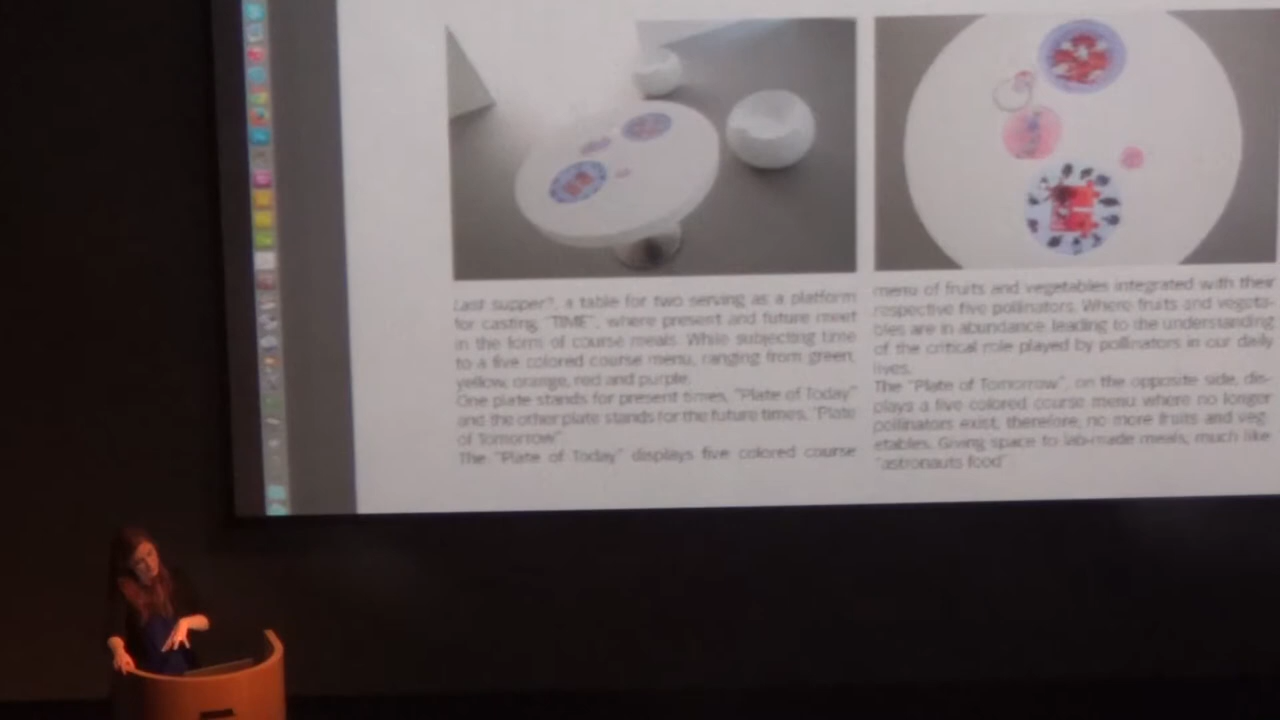 Last supper?, a table for two serving as a platform
for casting "TIME", where present and future meet
in the form of course meals. While subjecting time
to a five colored course menu, ranging from green,
yellow, orange, red and purple.
One plate stands for present times, "Plate of Today"
and the other plate stands for the future times, "Plate
of Tomorrow"
The "Plate of Today" displays five colored course
menu of fruits and vegetables integrated with their
respective five pollinators. Where fruits and vegeta-
bles are in abundance leading to the understanding
of the critical role played by pollinators in our daily
lives.
The "Plate of Tomorrow", on the opposite side, dis-
plays a five colored course menu where no longer
pollinators exist, therefore, no more fruits and veg-
etables. Giving space to lab-made meals, much like
"astronauts food"